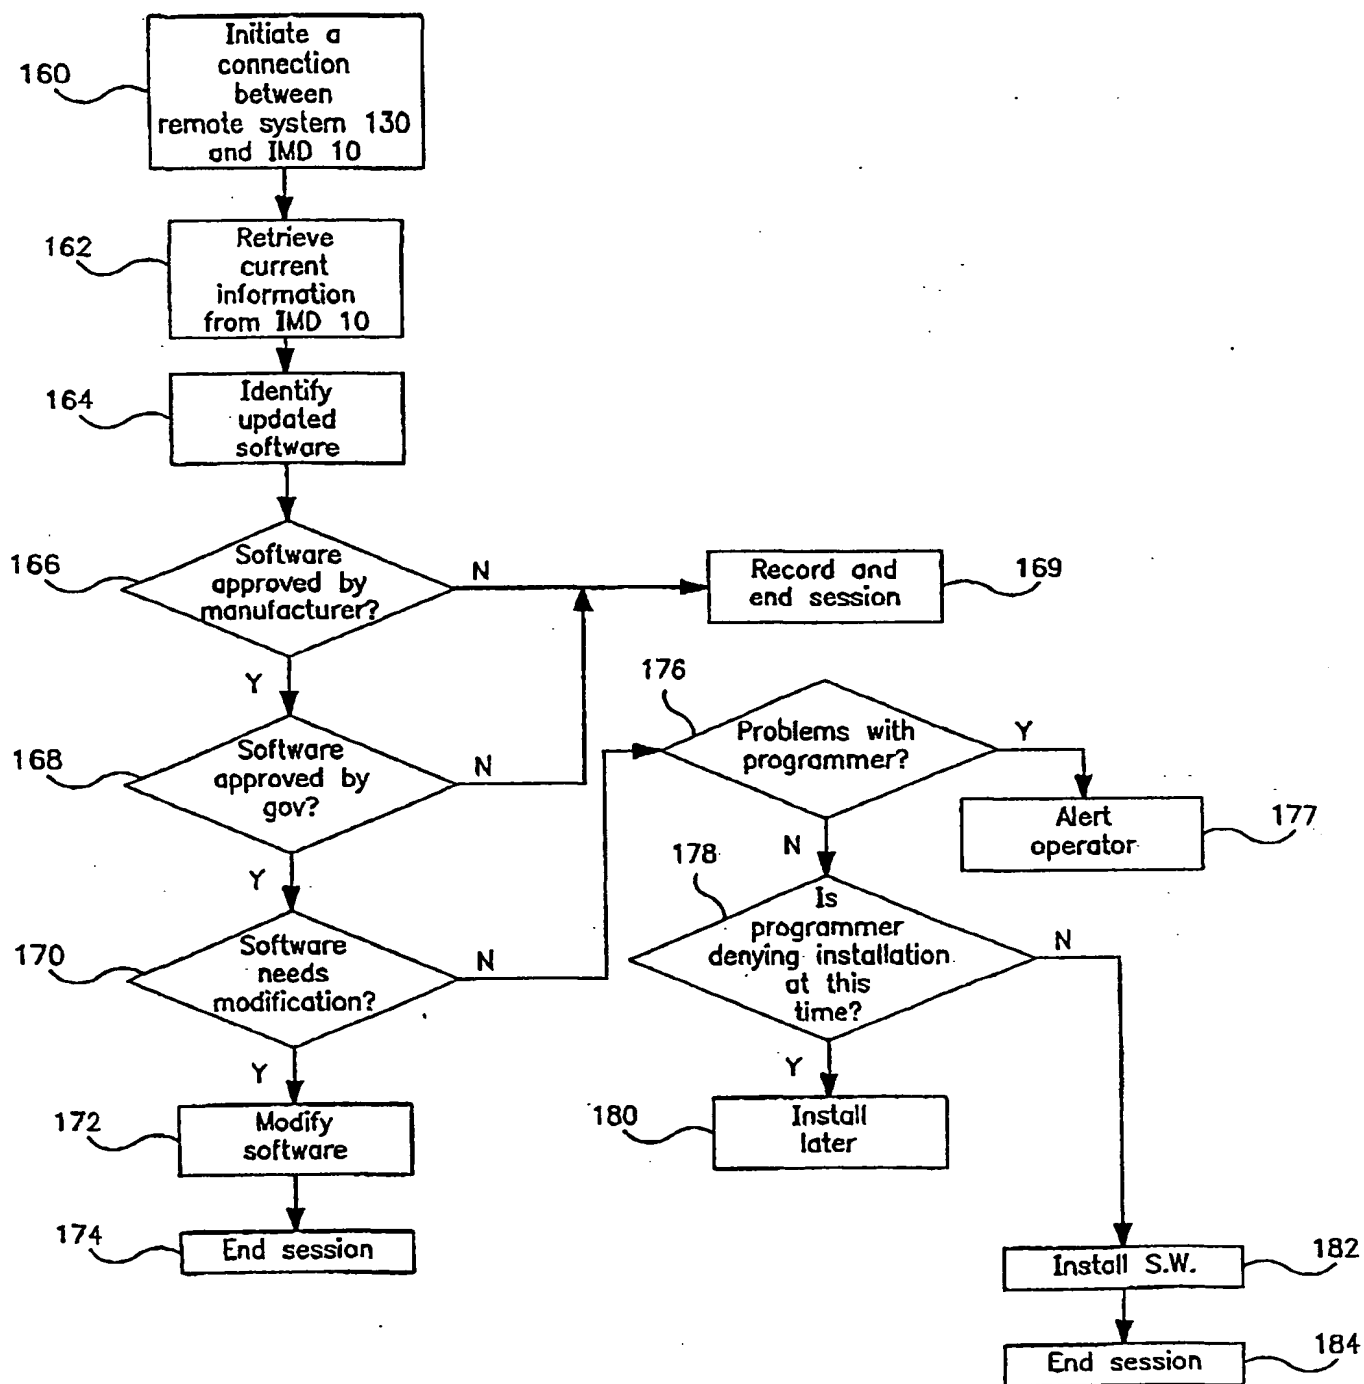 160
Initiate a
connection
between
remote system 130
and IMD 10
162
Retrieve
current
information
from IMD 10
164
Identify
updated
software
166
Software
approved by
manufacturer?
N
Record and
end session
169
Y
168
Software
approved by
gov?
N
176
Problems with
programmer?
Y
Alert
operator
177
Y
170
Software
needs
modification?
N
N
178
Is
programmer
denying installation
at this
time?
N
Y
172
Modify
software
Y
180
Install
later
174
End session
Install S.W.
182
End session
184